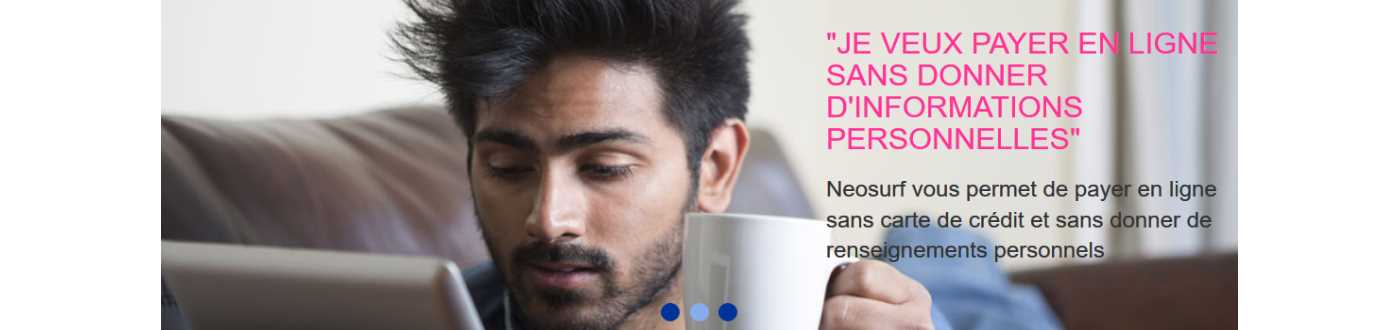 "JE VEUX PAYER EN LIGNE
SANS DONNER
D'INFORMATIONS
PERSONNELLES"
Neosurf vous permet de payer en ligne
sans carte de crédit et sans donner de
renseignements personnels